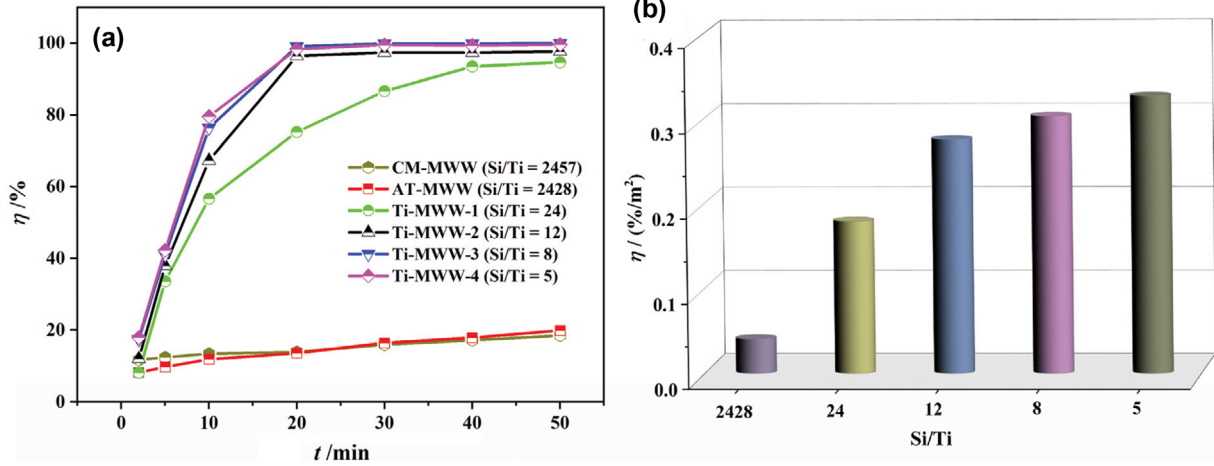 (a)
100
80
60
40
20
0
η /%
CM-MWW (Si/Ti = 2457)
AT-MWW (Si/Ti = 2428)
Ti-MWW-1 (Si/Ti = 24)
Ti-MWW-2 (Si/Ti = 12)
Ti-MWW-3 (Si/Ti = 8)
Ti-MWW-4 (Si/Ti = 5)
0 10 20 30 40 50
t /min
(b)
0.4
0.3
0.2
0.1
0.0
η / (%/m²)
2428 24 12 8 5
Si/Ti